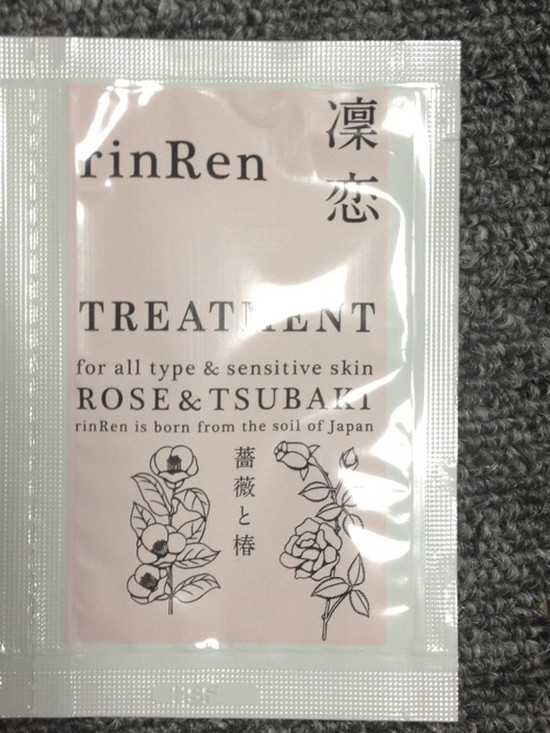 rinRen
凛恋
TREATMENT
for all type & sensitive skin
ROSE & TSUBAKI
rinRen is born from the soil of Japan
薔薇と椿